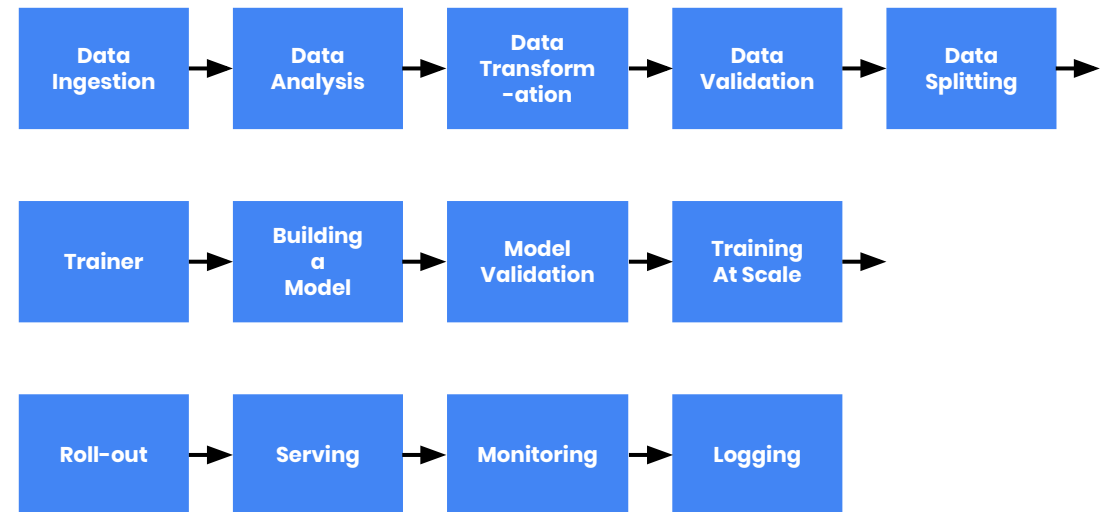 Data
Ingestion
Data
Analysis
Data
Transform
-ation
Data
Validation
Data
Splitting
Trainer
Building
a
Model
Model
Validation
Training
At Scale
Roll-out
Serving
Monitoring
Logging